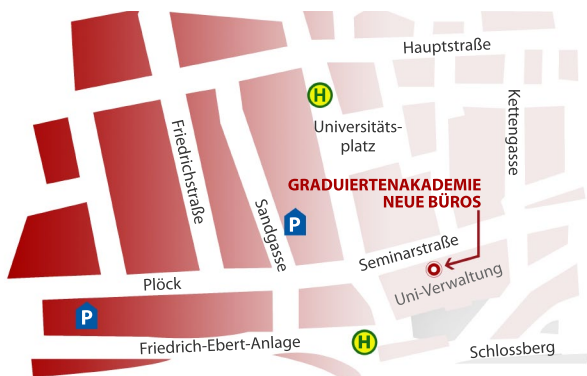 Hauptstraße
H
Kettengasse
Universitäts-
platz
Friedrichstraße
GRADUIERTENAKADEMIE
NEUE BÜROS
Sandgasse
P
Seminarstraße
Uni-Verwaltung
Plöck
P
Friedrich-Ebert-Anlage
H
Schlossberg